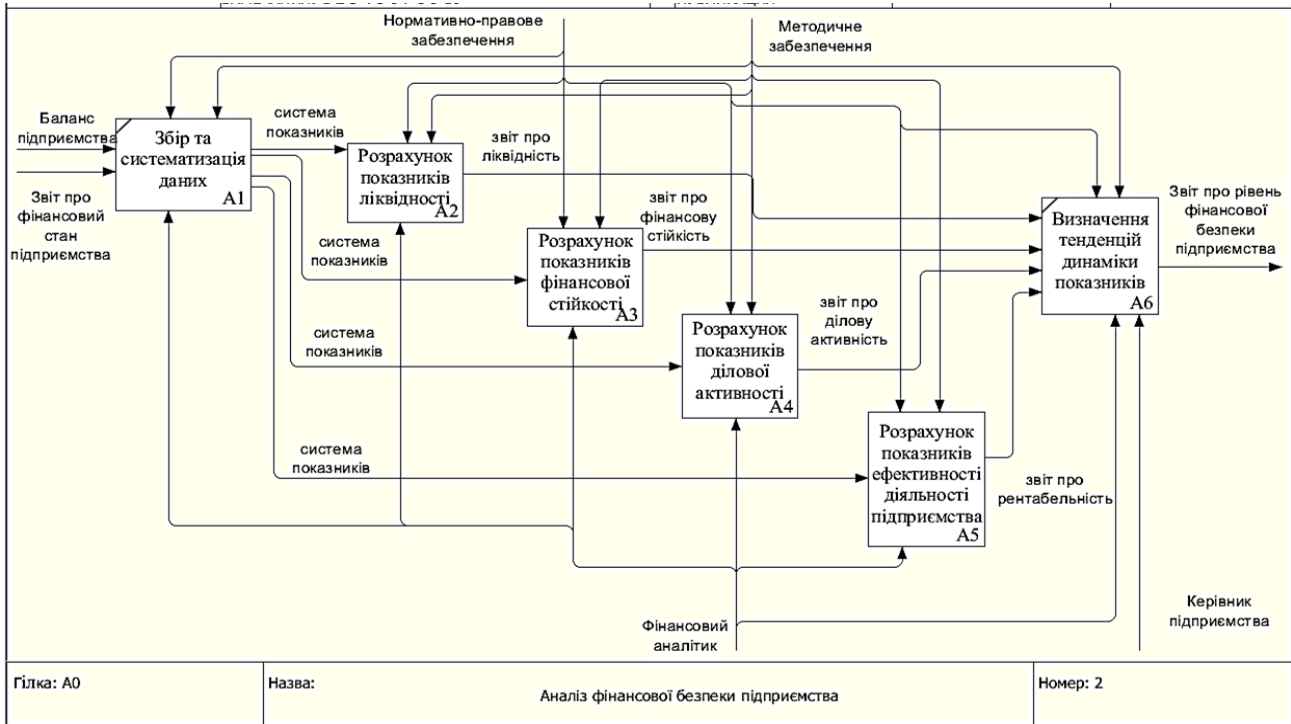 Нормативно-правове
забезпечення
Методичне
забезпечення
Баланс
підприємства
Звіт про
фінансовий
стан
підприємства
Збір та
систематизація
даних
A1
система
показників
Розрахунок
показників
ліквідності
A2
звіт про
ліквідність
система
показників
Розрахунок
показників
фінансової
стійкості
A3
звіт про
фінансову
стійкість
система
показників
Розрахунок
показників
ділової
активності
A4
звіт про
ділову
активність
система
показників
Розрахунок
показників
ефективності
діяльності
підприємства
A5
звіт про
рентабельність
Визначення
тенденцій
динаміки
показників
A6
Звіт про рівень
фінансової
безпеки
підприємства
Фінансовий
аналітик
Керівник
підприємства
Гілка: A0
Назва:
Аналіз фінансової безпеки підприємства
Номер: 2